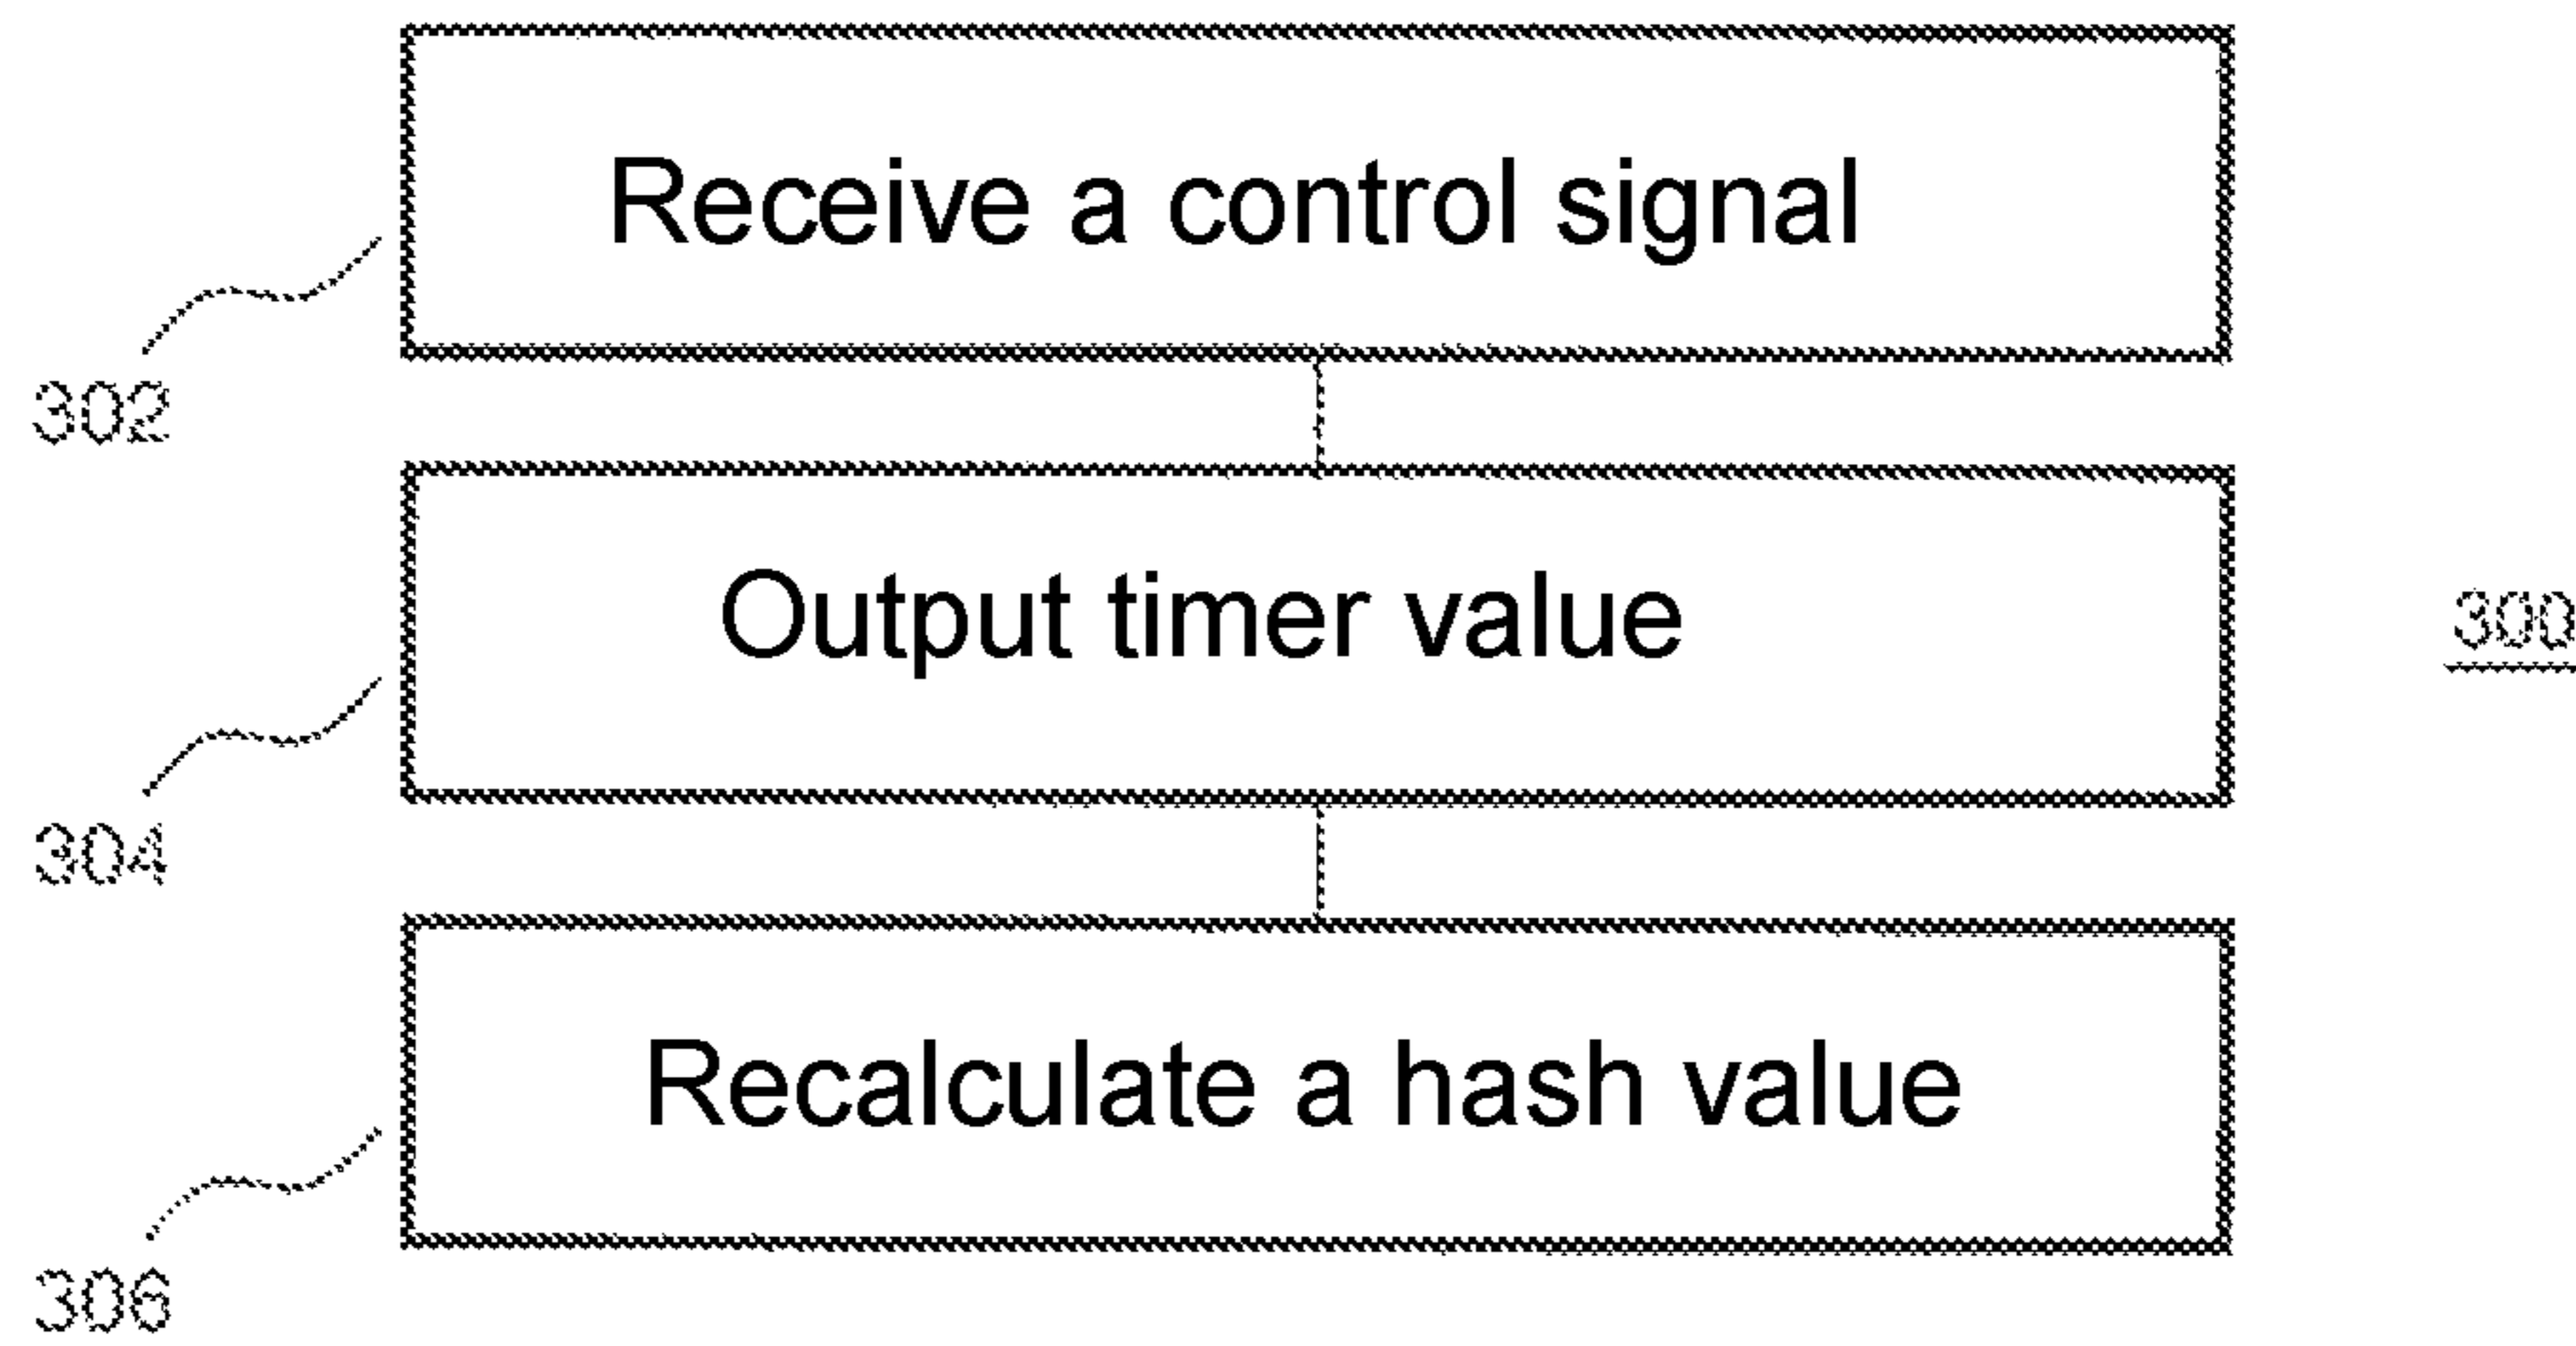 Receive a control signal
302
Output timer value
300
304
Recalculate a hash value
306